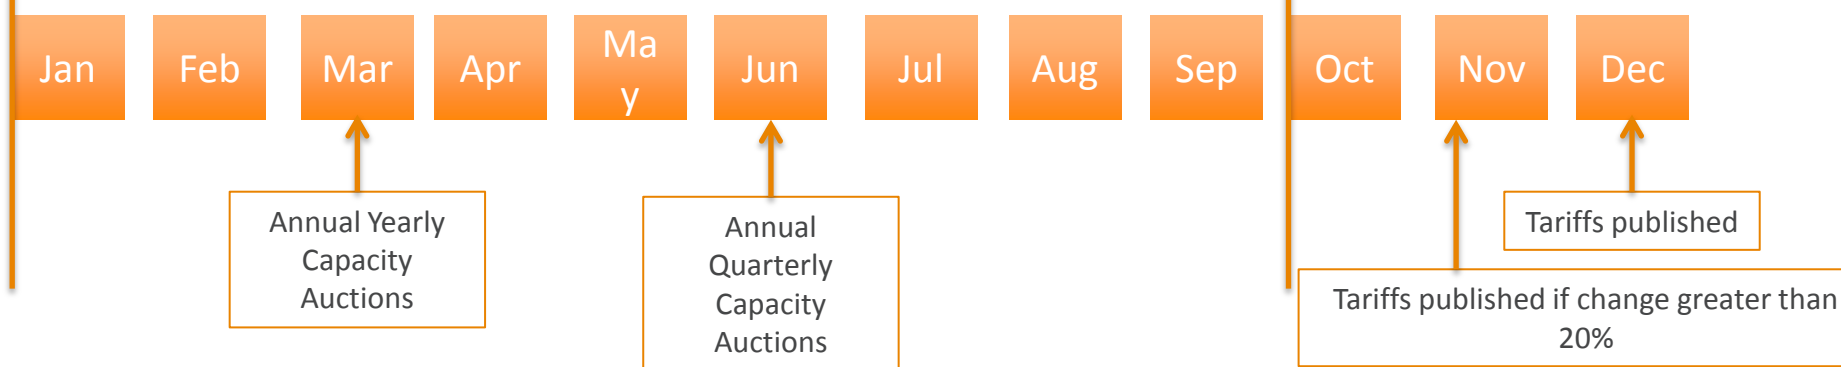 Jan
Feb
Mar
Apr
Ma
y
Jun
Jul
Aug
Sep
Oct
Nov
Dec
Annual Yearly
Capacity
Auctions
Annual
Quarterly
Capacity
Auctions
Tariffs published
Tariffs published if change greater than
20%